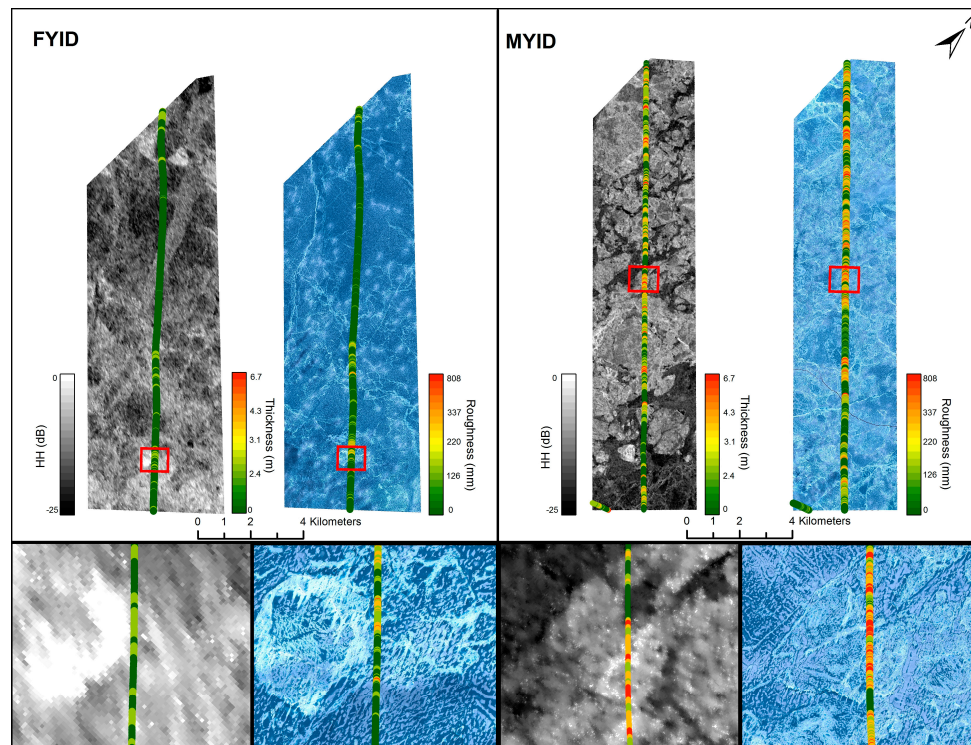 FYID
MYID
0
HH (dB)
-25
6.7
4.3
3.1
2.4
0
Thickness (m)
808
337
220
126
0
Roughness (mm)
0 1 2 4 Kilometers
0
HH (dB)
-25
6.7
4.3
3.1
2.4
0
Thickness (m)
808
337
220
126
0
Roughness (mm)
0 1 2 4 Kilometers